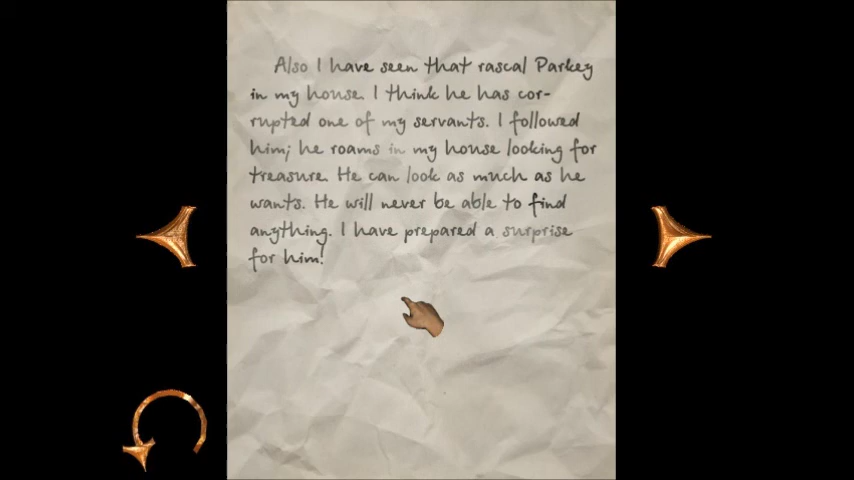 Also I have seen that rascal Parkey
in my house. I think he has cor-
rupted one of my servants. I followed
him; he roams in my house looking for
treasure. He can look as much as he
wants. He will never be able to find
anything. I have prepared a surprise
for him!